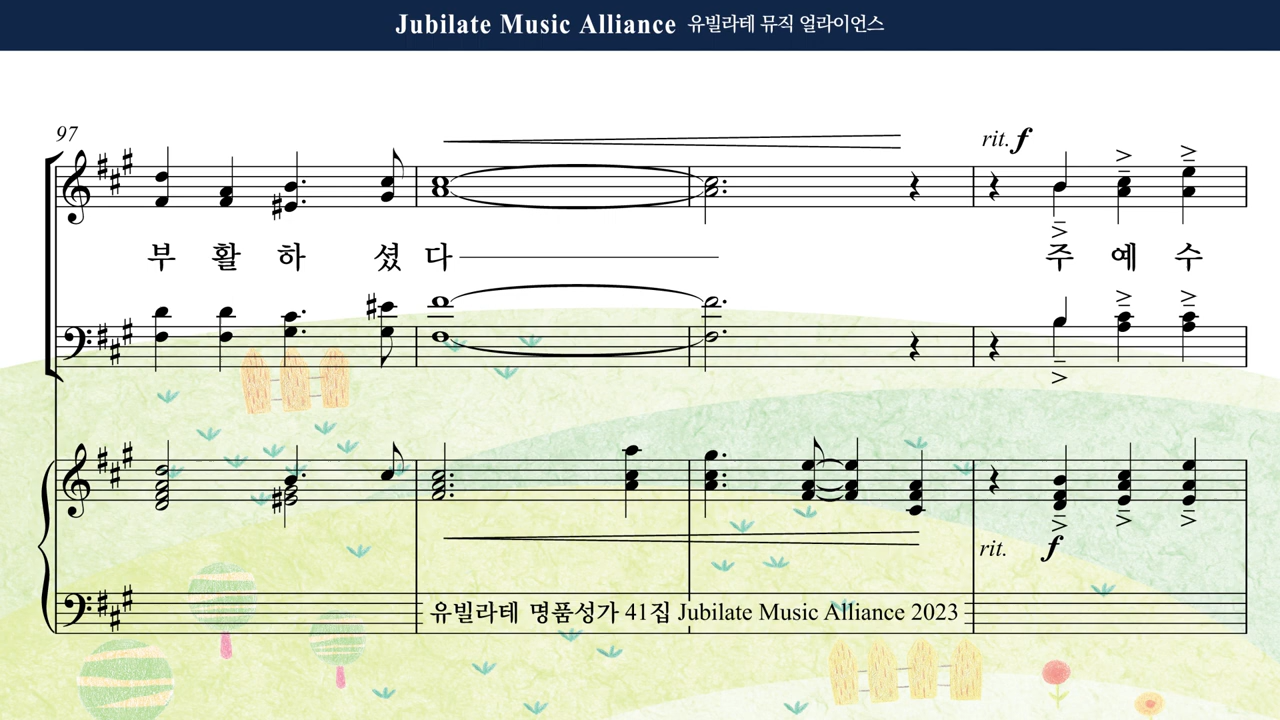 Jubilate Music Alliance 유빌라테 뮤직 얼라이언스
97
rit. f
부 활 하 셨 다 주 예 수
rit. f
유빌라테 명품성가 41집 Jubilate Music Alliance 2023